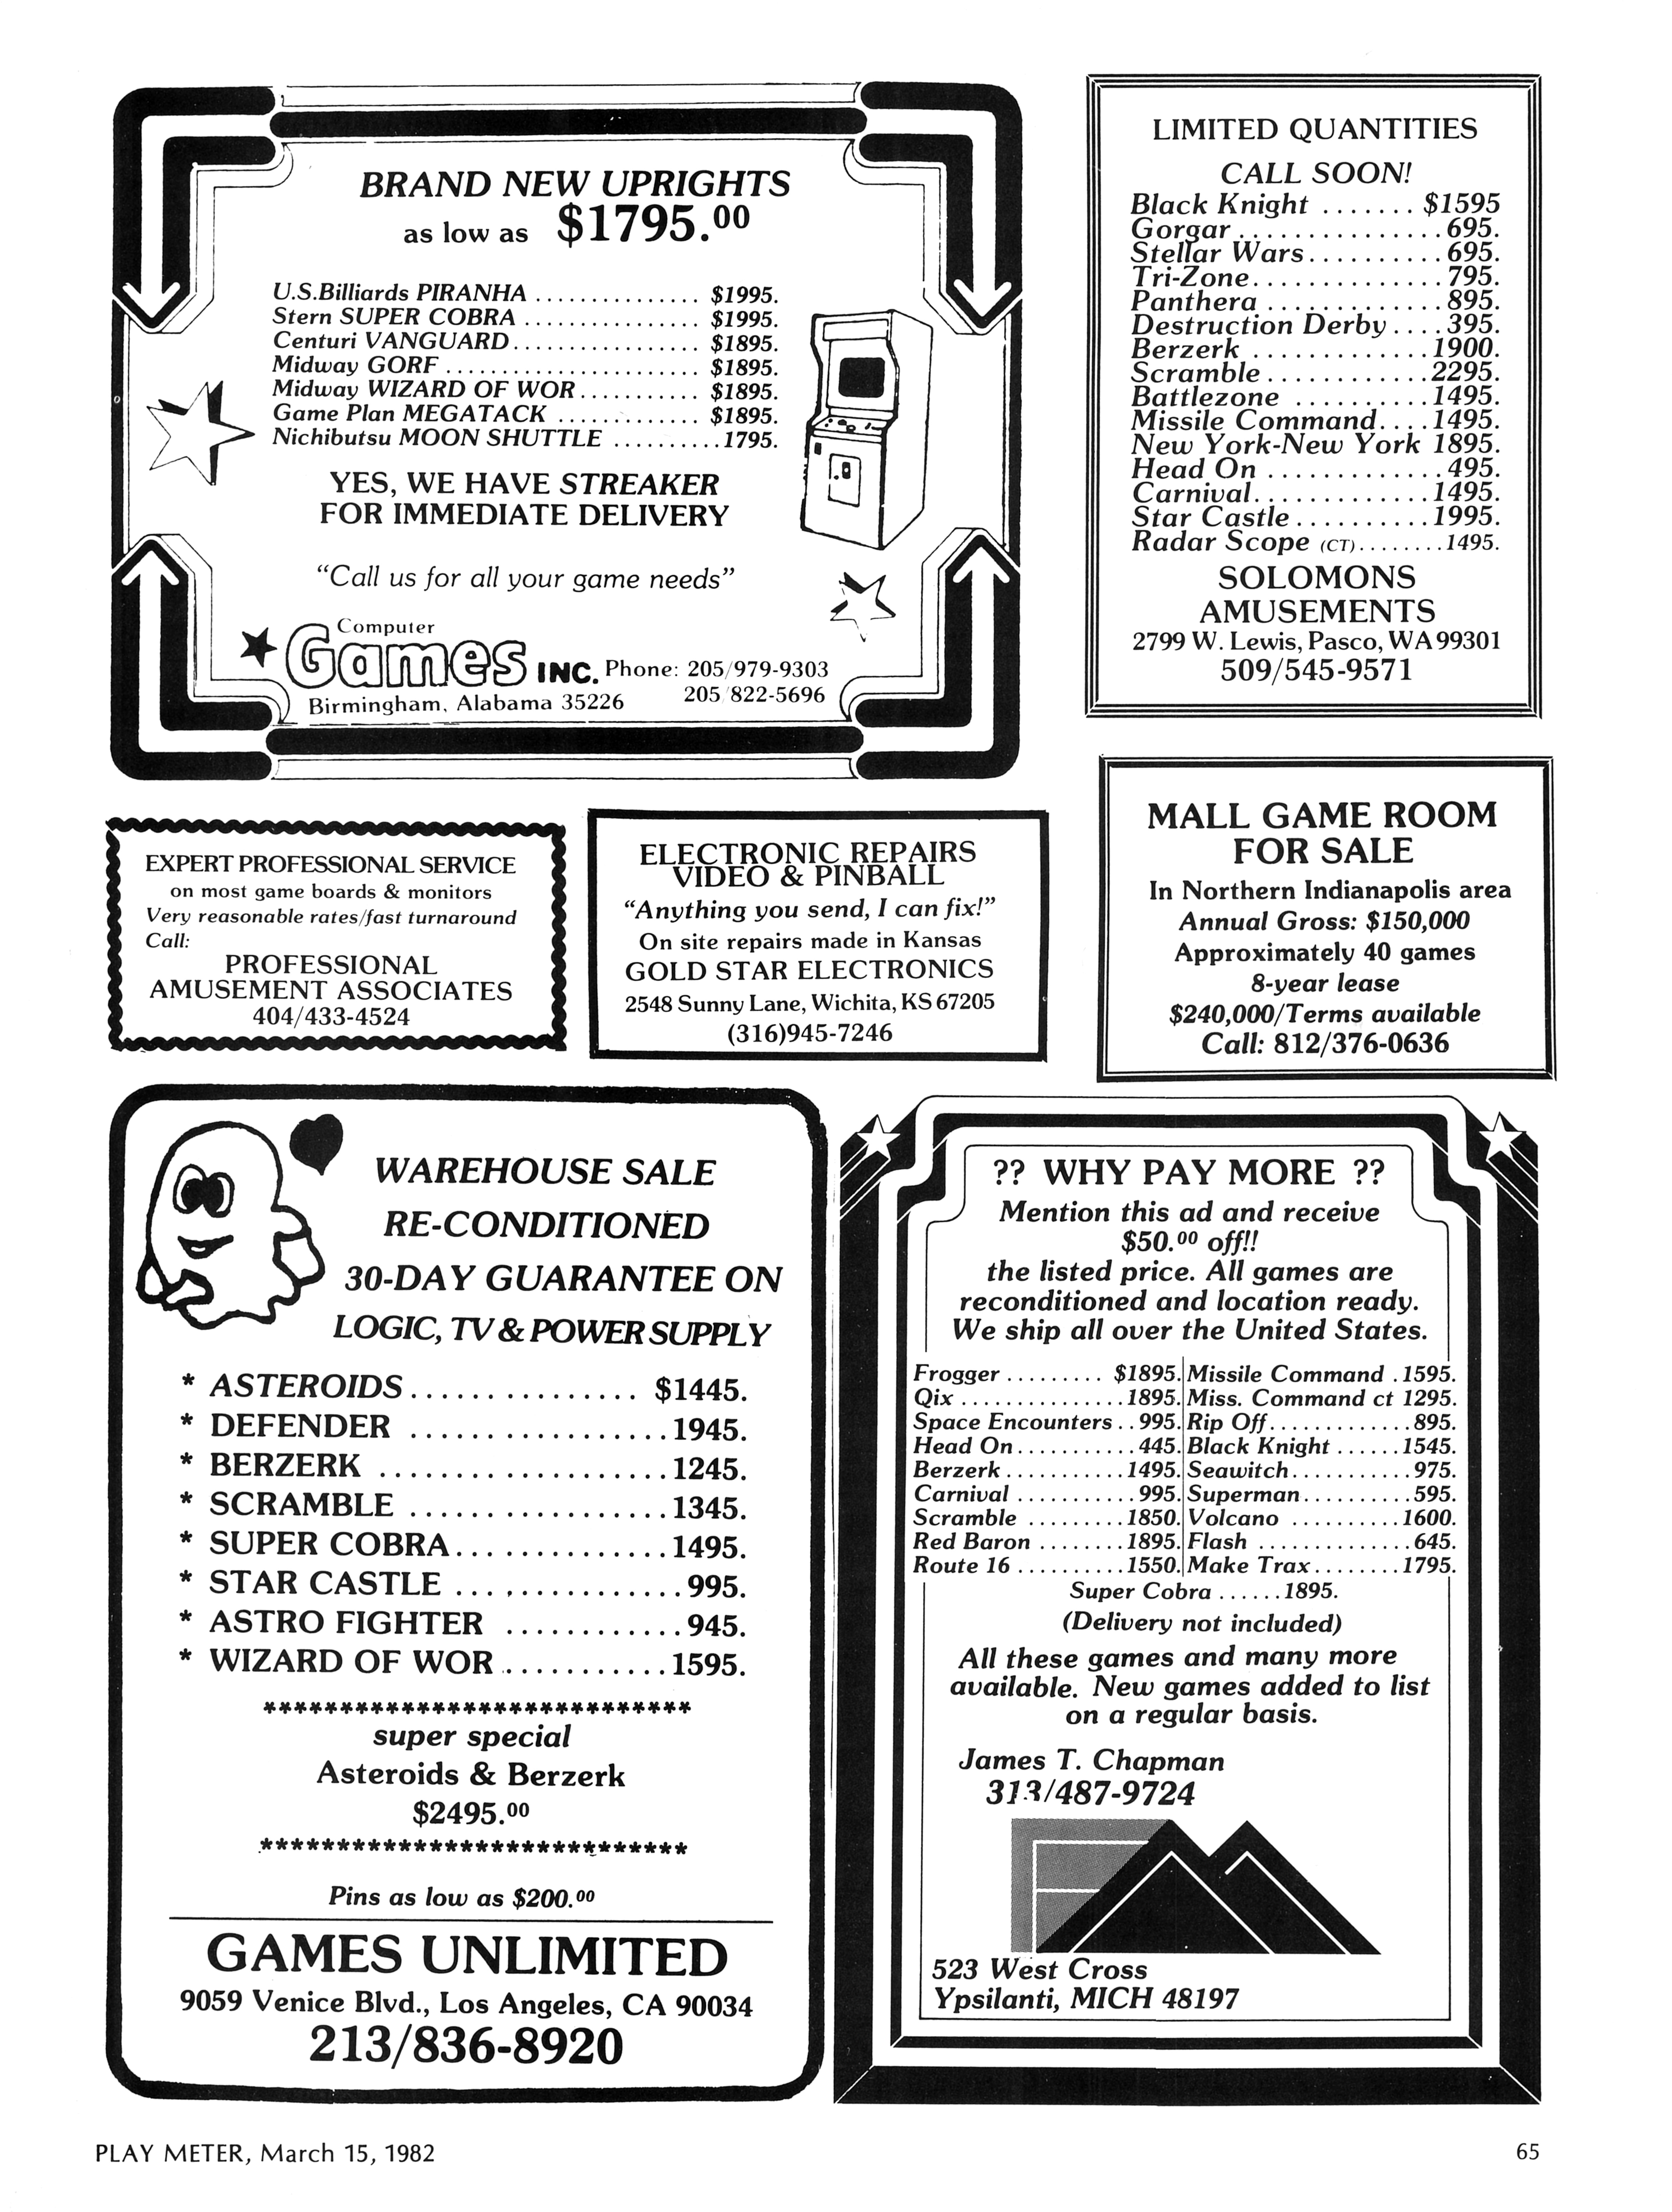 BRAND NEW UPRIGHTS
as low as $1795.00
U.S.Billiards PIRANHA ............... $1995.
Stern SUPER COBRA ................ $1995.
Centuri VANGUARD................. $1895.
Midway GORF ....................... $1895.
Midway WIZARD OF WOR........... $1895.
Game Plan MEGATACK ............. $1895.
Nichibutsu MOON SHUTTLE ..........1795.
YES, WE HAVE STREAKER
FOR IMMEDIATE DELIVERY
“Call us for all your game needs”
Computer
Games INC. Phone: 205/979-9303
Birmingham, Alabama 35226 205/822-5696
LIMITED QUANTITIES
CALL SOON!
Black Knight ....... $1595
Gorgar................695.
Stellar Wars..........695.
Tri-Zone..............795.
Panthera .............895.
Destruction Derby ....395.
Berzerk .............1900.
Scramble............2295.
Battlezone ..........1495.
Missile Command....1495.
New York-New York 1895.
Head On .............495.
Carnival.............1495.
Star Castle..........1995.
Radar Scope (CT)........1495.
SOLOMONS
AMUSEMENTS
2799 W. Lewis, Pasco, WA 99301
509/545-9571
EXPERT PROFESSIONAL SERVICE
on most game boards & monitors
Very reasonable rates/fast turnaround
Call:
PROFESSIONAL
AMUSEMENT ASSOCIATES
404/433-4524
ELECTRONIC REPAIRS
VIDEO & PINBALL
“Anything you send, I can fix!”
On site repairs made in Kansas
GOLD STAR ELECTRONICS
2548 Sunny Lane, Wichita, KS 67205
(316)945-7246
MALL GAME ROOM
FOR SALE
In Northern Indianapolis area
Annual Gross: $150,000
Approximately 40 games
8-year lease
$240,000/Terms available
Call: 812/376-0636
WAREHOUSE SALE
RE-CONDITIONED
30-DAY GUARANTEE ON
LOGIC, TV & POWER SUPPLY
* ASTEROIDS............... $1445.
* DEFENDER .................1945.
* BERZERK ...................1245.
* SCRAMBLE .................1345.
* SUPER COBRA..............1495.
* STAR CASTLE ...............995.
* ASTRO FIGHTER ............945.
* WIZARD OF WOR...........1595.
****************************
super special
Asteroids & Berzerk
$2495.00
****************************
Pins as low as $200.00
GAMES UNLIMITED
9059 Venice Blvd., Los Angeles, CA 90034
213/836-8920
?? WHY PAY MORE ??
Mention this ad and receive
$50.00 off!!
the listed price. All games are
reconditioned and location ready.
We ship all over the United States.
Frogger ......... $1895. Missile Command .1595.
Qix ...............1895. Miss. Command ct 1295.
Space Encounters ..995. Rip Off.............895.
Head On...........445. Black Knight ......1545.
Berzerk...........1495. Seawitch...........975.
Carnival ...........995. Superman..........595.
Scramble .........1850. Volcano ..........1600.
Red Baron ........1895. Flash ..............645.
Route 16 ..........1550. Make Trax........1795.
Super Cobra ......1895.
(Delivery not included)
All these games and many more
available. New games added to list
on a regular basis.
James T. Chapman
313/487-9724
523 West Cross
Ypsilanti, MICH 48197
PLAY METER, March 15, 1982
65